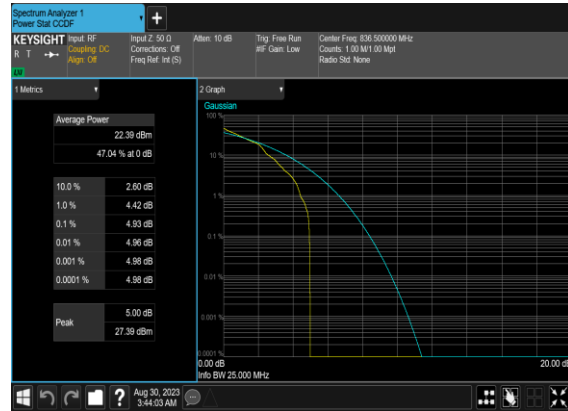 Spectrum Analyzer 1
Power Stat CCDF
+
KEYSIGHT
R T
LXI
Input: RF
Coupling: DC
Align: Off
Input Z: 50 Ω
Corrections: Off
Freq Ref: Int (S)
Atten: 10 dB
Trig: Free Run
#IF Gain: Low
Center Freq: 836.500000 MHz
Counts: 1.00 M/1.00 Mpt
Radio Std: None
1 Metrics
Average Power
22.39 dBm
47.04 % at 0 dB
10.0 % 2.60 dB
1.0 % 4.42 dB
0.1 % 4.93 dB
0.01 % 4.96 dB
0.001 % 4.98 dB
0.0001 % 4.98 dB
Peak
5.00 dB
27.39 dBm
2 Graph
Gaussian
100 %
10 %
1 %
0.1 %
0.01 %
0.001 %
0.0001 %
0.00 dB
20.00 dB
Info BW 25.000 MHz
?
Aug 30, 2023
3:44:03 AM